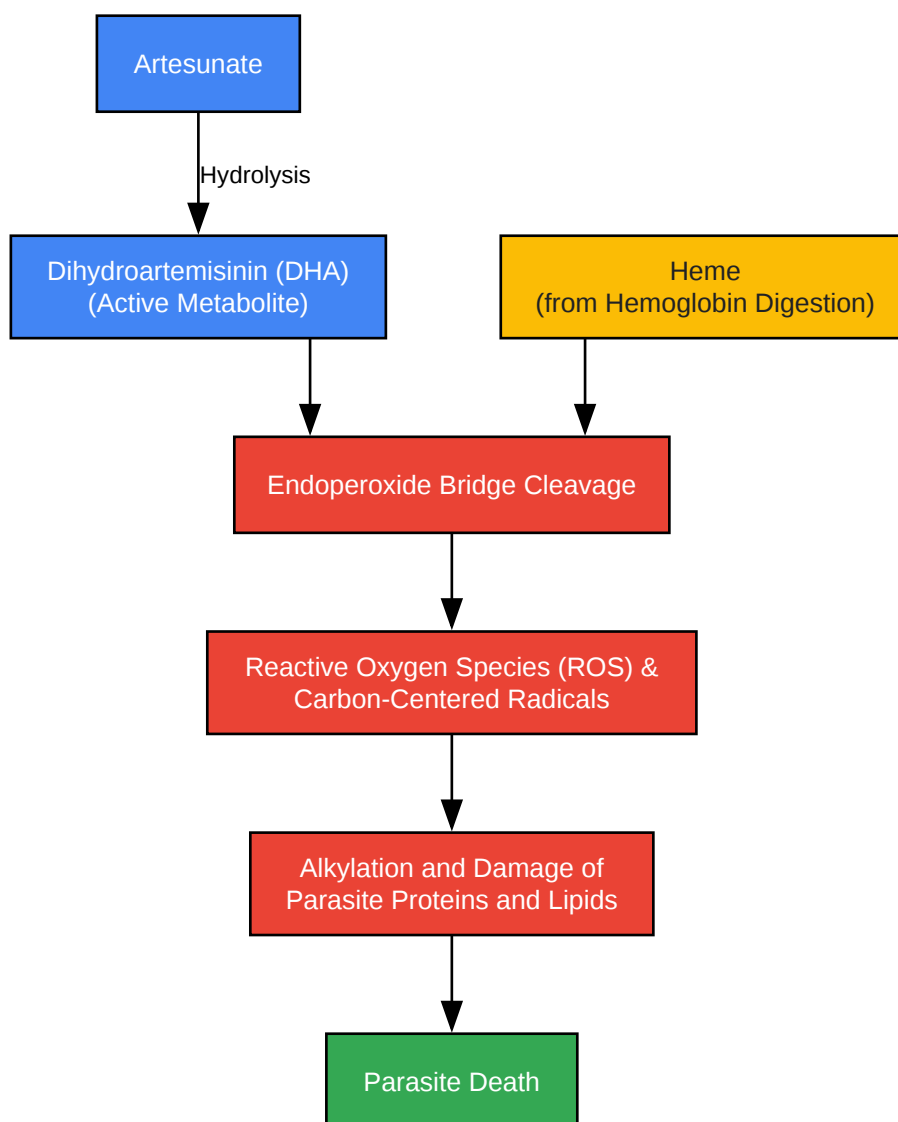 Artesunate
Hydrolysis
Dihydroartemisinin (DHA)
(Active Metabolite)
Heme
(from Hemoglobin Digestion)
Endoperoxide Bridge Cleavage
Reactive Oxygen Species (ROS) &
Carbon-Centered Radicals
Alkylation and Damage of
Parasite Proteins and Lipids
Parasite Death